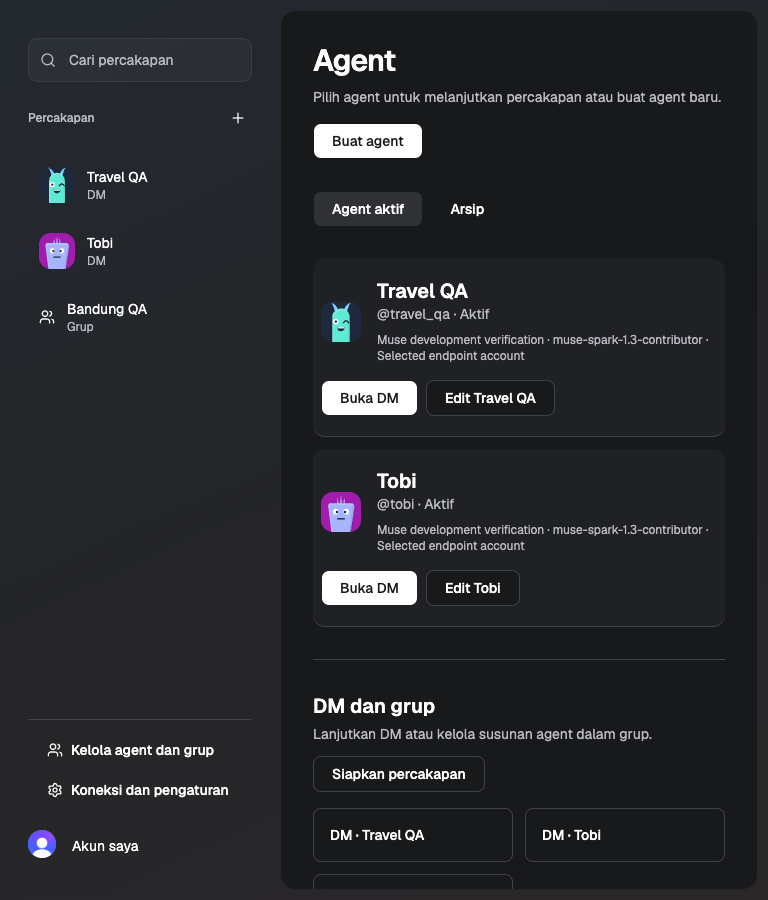 Cari percakapan
Percakapan
Travel QA
DM
Tobi
DM
Bandung QA
Grup
Kelola agent dan grup
Koneksi dan pengaturan
Akun saya
Agent
Pilih agent untuk melanjutkan percakapan atau buat agent baru.
Buat agent
Agent aktif
Arsip
Travel QA
@travel_qa · Aktif
Muse development verification · muse-spark-1.3-contributor ·
Selected endpoint account
Buka DM
Edit Travel QA
Tobi
@tobi · Aktif
Muse development verification · muse-spark-1.3-contributor ·
Selected endpoint account
Buka DM
Edit Tobi
DM dan grup
Lanjutkan DM atau kelola susunan agent dalam grup.
Siapkan percakapan
DM · Travel QA
DM · Tobi